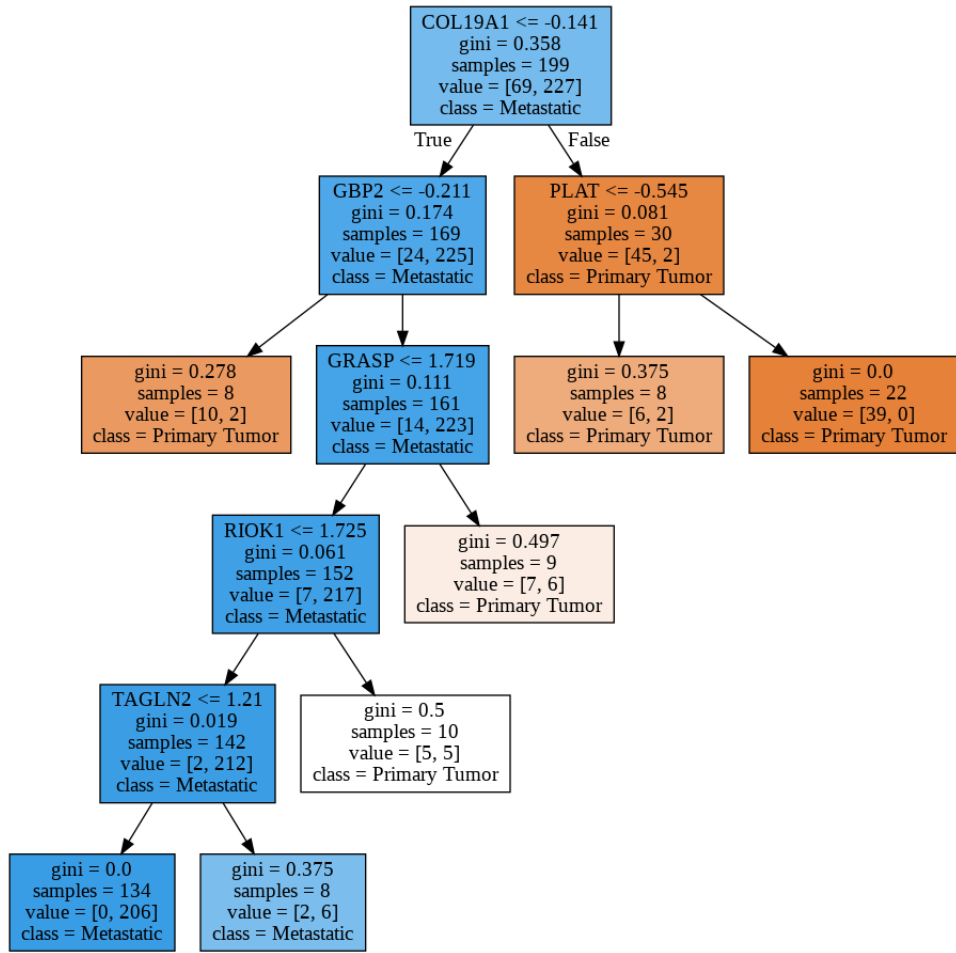 COL19A1 <= -0.141
gini = 0.358
samples = 199
value = [69, 227]
class = Metastatic
True
False
GBP2 <= -0.211
gini = 0.174
samples = 169
value = [24, 225]
class = Metastatic
PLAT <= -0.545
gini = 0.081
samples = 30
value = [45, 2]
class = Primary Tumor
gini = 0.278
samples = 8
value = [10, 2]
class = Primary Tumor
GRASP <= 1.719
gini = 0.111
samples = 161
value = [14, 223]
class = Metastatic
gini = 0.375
samples = 8
value = [6, 2]
class = Primary Tumor
gini = 0.0
samples = 22
value = [39, 0]
class = Primary Tumor
RIOK1 <= 1.725
gini = 0.061
samples = 152
value = [7, 217]
class = Metastatic
gini = 0.497
samples = 9
value = [7, 6]
class = Primary Tumor
TAGLN2 <= 1.21
gini = 0.019
samples = 142
value = [2, 212]
class = Metastatic
gini = 0.5
samples = 10
value = [5, 5]
class = Primary Tumor
gini = 0.0
samples = 134
value = [0, 206]
class = Metastatic
gini = 0.375
samples = 8
value = [2, 6]
class = Metastatic